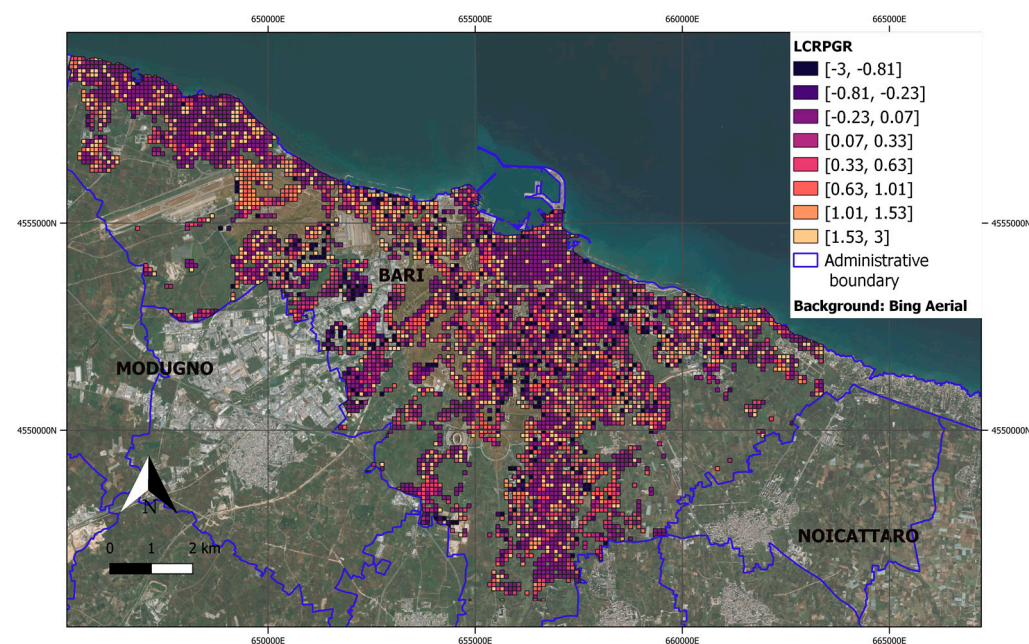 650000E 655000E 660000E 665000E
LCRPGR
[-3, -0.81]
[-0.81, -0.23]
[-0.23, 0.07]
[0.07, 0.33]
[0.33, 0.63]
[0.63, 1.01]
[1.01, 1.53]
[1.53, 3]
Administrative
boundary
Background: Bing Aerial
4555000N 4555000N
BARI
MODUGNO
4550000N 4550000N
N
NOICATTARO
0 1 2 km
650000E 655000E 660000E 665000E